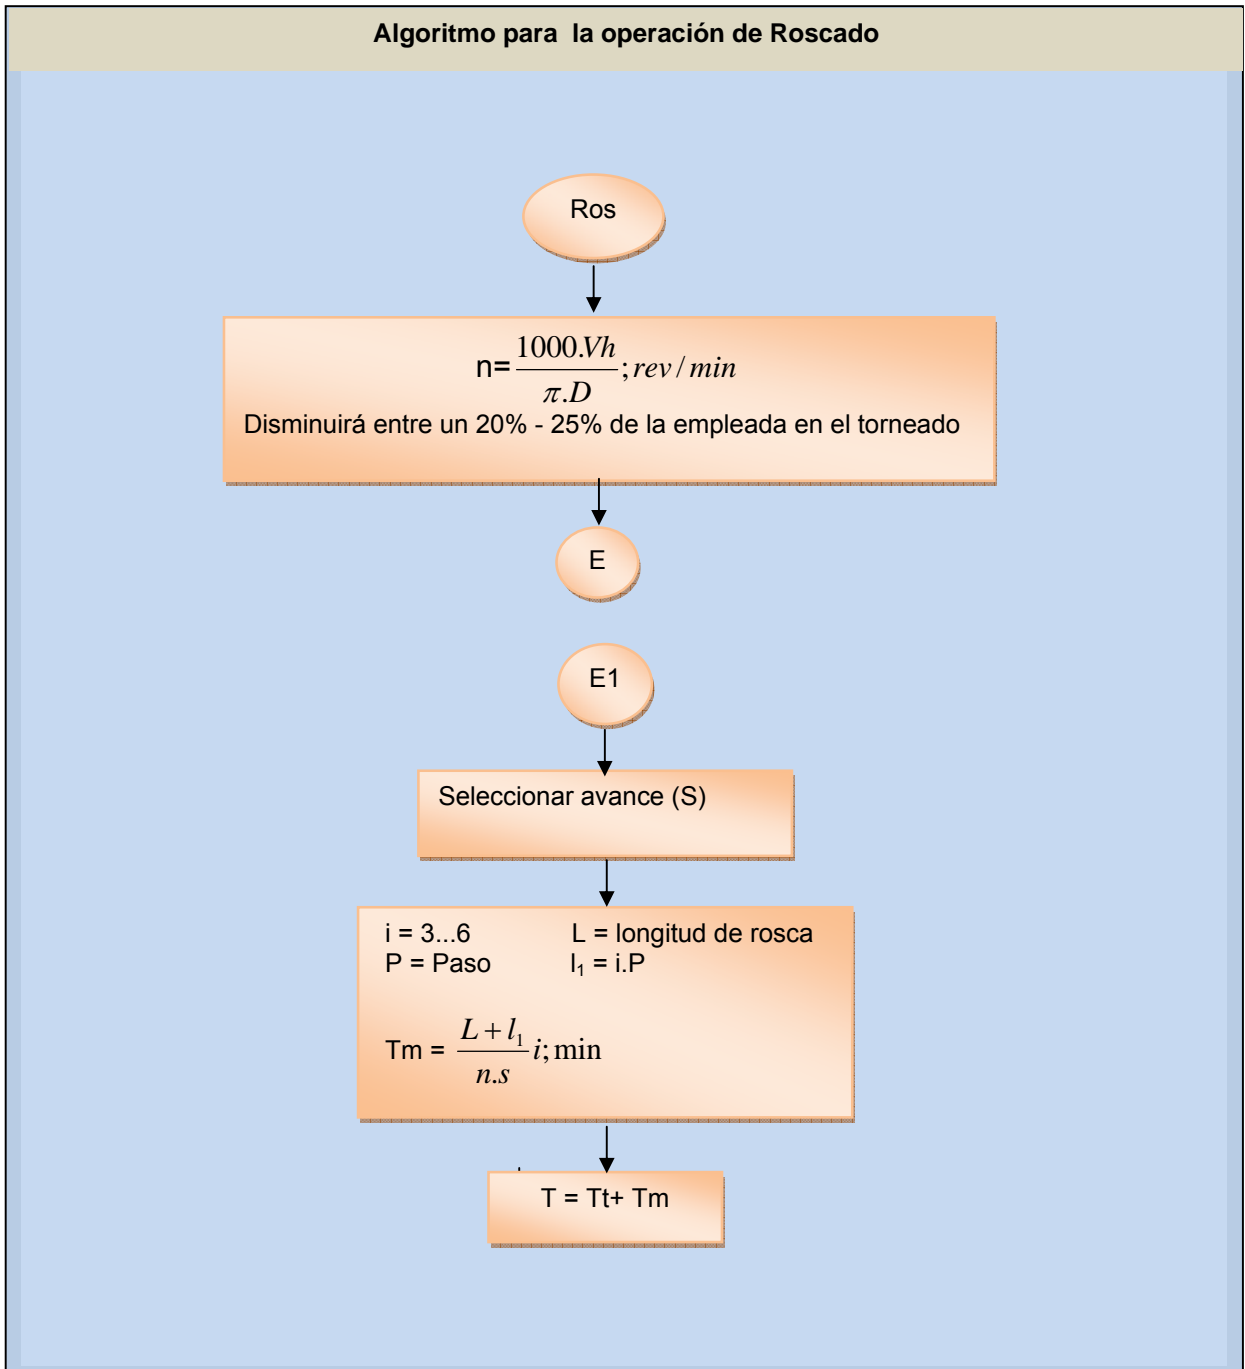 Algoritmo para la operación de Roscado
Ros
n= 1000.Vh / π.D ; rev / min
Disminuirá entre un 20% - 25% de la empleada en el torneado
E
E1
Seleccionar avance (S)
i = 3...6 L = longitud de rosca
P = Paso l₁ = i.P
Tm = L + l₁ / n.s i; min
T = Tt+ Tm